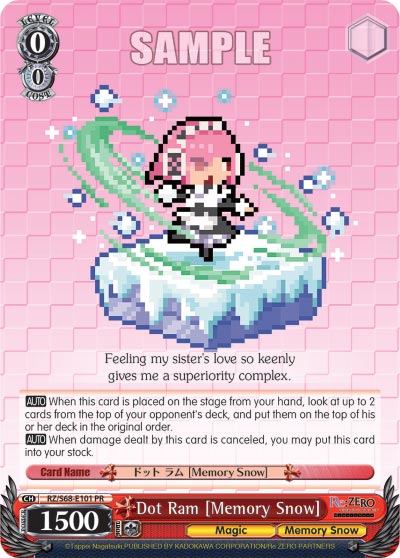 LEVEL
0
0
COST
SAMPLE
Feeling my sister's love so keenly
gives me a superiority complex.
AUTO When this card is placed on the stage from your hand, look at up to 2
cards from the top of your opponent's deck, and put them on the top of his
or her deck in the original order.
AUTO When damage dealt by this card is canceled, you may put this card
into your stock.
Card Name ドット ラム [Memory Snow]
CH RZ/S68-E101 PR
POWER 1500 Dot Ram [Memory Snow] Re:ZERO
Magic Memory Snow
©Tappei Nagatsuki,PUBLISHED BY KADOKAWA CORPORATION/Re:ZERO PARTNERS